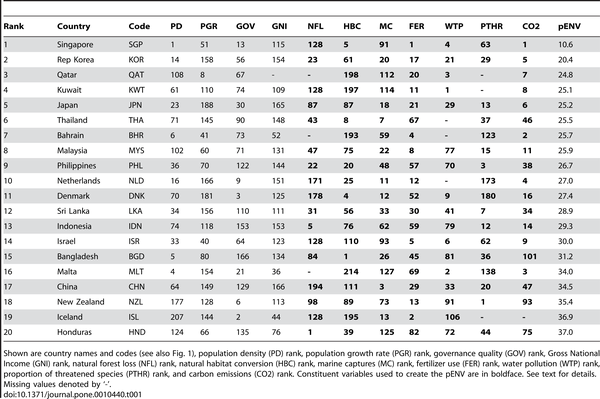 Rank Country Code PD PGR GOV GNI NFL HBC MC FER WTP PTHR CO2 pENV
1 Singapore SGP 1 51 13 115 128 5 91 1 4 63 1 10.6
2 Rep Korea KOR 14 158 56 154 23 61 20 17 21 29 5 20.4
3 Qatar QAT 108 8 67 - - 198 112 20 3 - 7 24.8
4 Kuwait KWT 61 110 74 109 128 197 114 11 1 - 8 25.1
5 Japan JPN 23 188 30 165 87 87 18 21 29 13 6 25.2
6 Thailand THA 71 145 90 148 43 8 7 67 - 37 46 25.5
7 Bahrain BHR 6 41 73 52 - 193 59 4 - 123 2 25.7
8 Malaysia MYS 102 60 71 131 47 75 22 8 77 15 11 25.9
9 Philippines PHL 36 70 122 144 22 20 48 57 70 3 38 26.7
10 Netherlands NLD 16 166 9 151 171 25 11 12 - 173 4 27.0
11 Denmark DNK 70 181 3 125 178 4 12 52 9 180 16 27.4
12 Sri Lanka LKA 34 156 110 111 31 56 33 30 41 7 34 28.9
13 Indonesia IDN 74 118 153 153 5 76 62 59 79 12 14 29.3
14 Israel ISR 33 40 64 123 128 110 93 5 6 62 9 30.0
15 Bangladesh BGD 5 80 166 134 84 1 26 45 81 36 101 31.2
16 Malta MLT 4 154 21 36 - 214 127 69 2 138 3 34.0
17 China CHN 64 149 129 166 194 111 3 29 33 20 47 34.5
18 New Zealand NZL 177 128 6 113 98 89 73 13 91 1 93 35.4
19 Iceland ISL 207 144 2 44 128 195 13 2 106 - - 36.9
20 Honduras HND 124 66 135 76 1 39 125 82 72 44 75 37.0
Shown are country names and codes (see also Fig. 1), population density (PD) rank, population growth rate (PGR) rank, governance quality (GOV) rank, Gross National
Income (GNI) rank, natural forest loss (NFL) rank, natural habitat conversion (HBC) rank, marine captures (MC) rank, fertilizer use (FER) rank, water pollution (WTP) rank,
proportion of threatened species (PTHR) rank, and carbon emissions (CO2) rank. Constituent variables used to create the pENV are in boldface. See text for details.
Missing values denoted by '-'.
doi:10.1371/journal.pone.0010440.t001